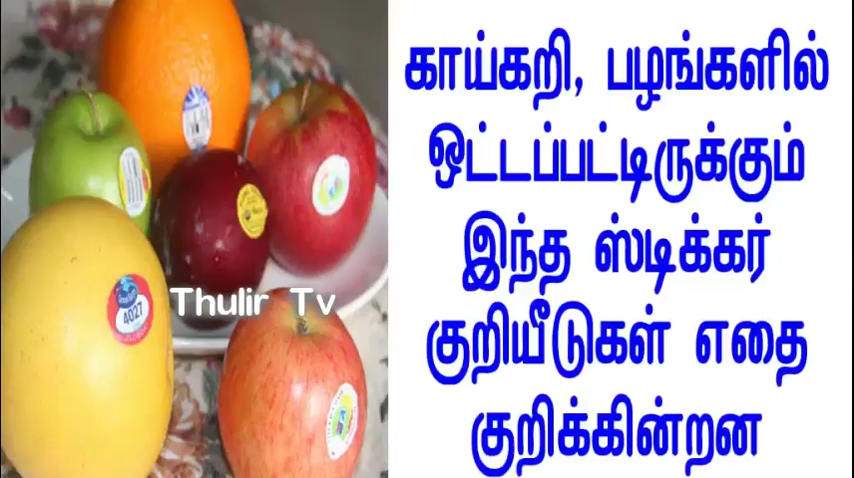 காய்கறி, பழங்களில்
ஒட்டப்பட்டிருக்கும்
இந்த ஸ்டிக்கர்
குறியீடுகள் எதை
குறிக்கின்றன
Thulir Tv
4027